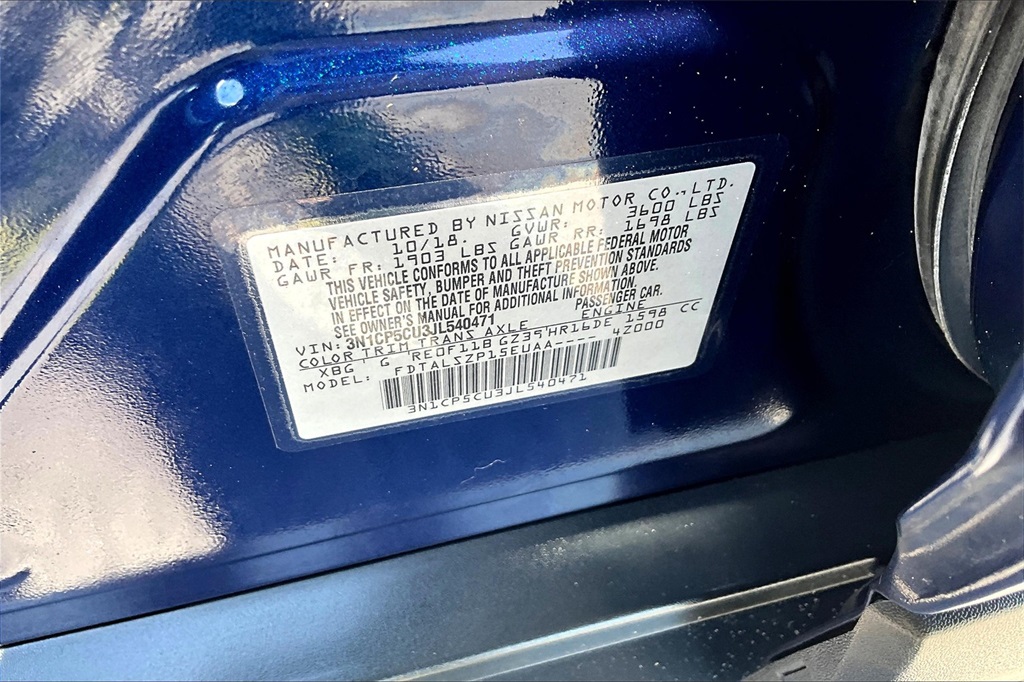 MANUFACTURED BY NISSAN MOTOR CO., LTD.
DATE: 10/18. GVWR: 3600 LBS
GAWR FR: 1903 LBS GAWR RR: 1698 LBS
THIS VEHICLE CONFORMS TO ALL APPLICABLE FEDERAL MOTOR
VEHICLE SAFETY, BUMPER AND THEFT PREVENTION STANDARDS
IN EFFECT ON THE DATE OF MANUFACTURE SHOWN ABOVE.
SEE OWNER'S MANUAL FOR ADDITIONAL INFORMATION.
VIN: 3N1CP5CU3JL540471 PASSENGER CAR.
COLOR TRIM TRANS AXLE ENGINE
XBG G RE0F11B GZ39 HR16DE 1598 CC
MODEL: FDTALSZP15EUAA---- 4Z000
3N1CP5CU3JL540471